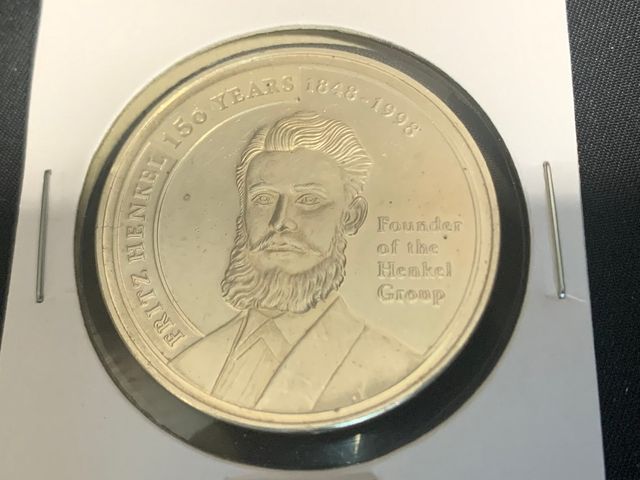 FRITZ HENKEL 150 YEARS 1848-1998
Founder
of the
Henkel
Group